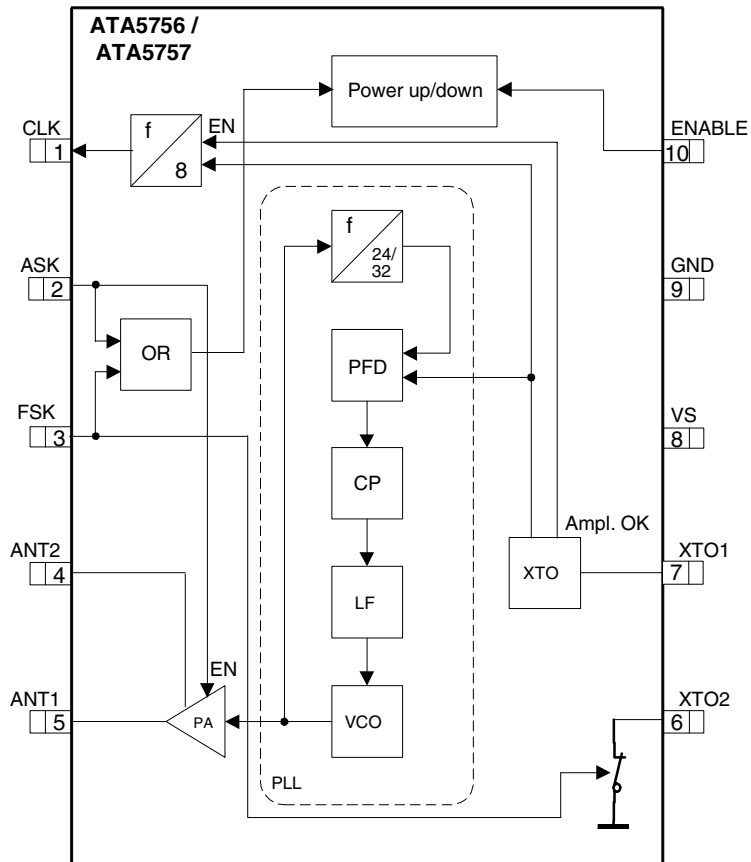 ATA5756 /
ATA5757
Power up/down
CLK
1
f
8
EN
ENABLE
10
f
24/
32
ASK
2
GND
9
OR
PFD
FSK
3
VS
8
CP
Ampl. OK
ANT2
4
XTO
XTO1
7
LF
EN
ANT1
5
PA
VCO
XTO2
6
PLL